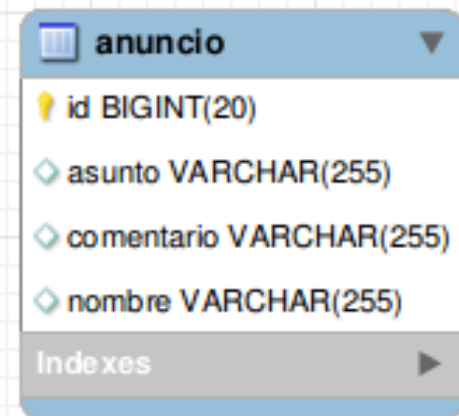 anuncio
id BIGINT(20)
asunto VARCHAR(255)
comentario VARCHAR(255)
nombre VARCHAR(255)
Indexes